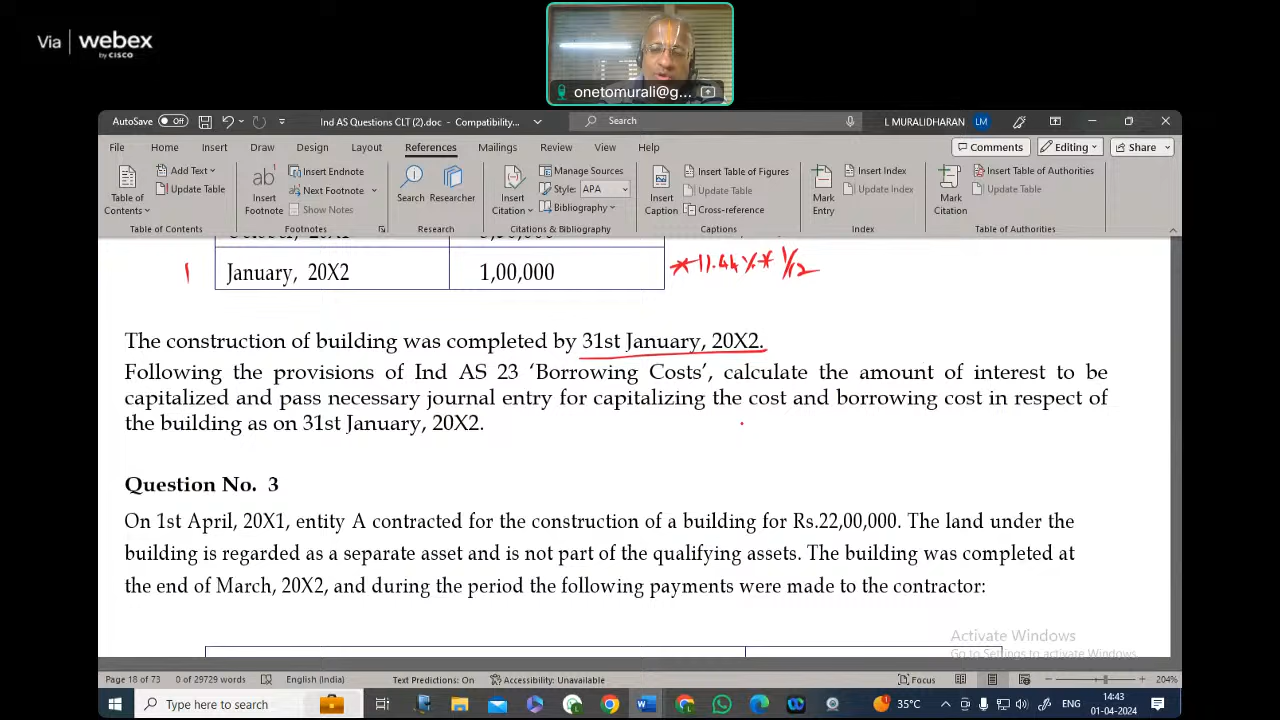 Via webex
by CISCO
onetomurali@g...
AutoSave Off Ind AS Questions CLT (2).doc - Compatibility... Search L MURALIDHARAN LM
File Home Insert Draw Design Layout References Mailings Review View Help Comments Editing Share
Table of Contents Add Text Update Table
Insert Footnote Insert Endnote Next Footnote Show Notes
Search Researcher
Insert Citation Manage Sources Style: APA Bibliography
Insert Caption Insert Table of Figures Update Table Cross-reference
Mark Entry Insert Index Update Index
Mark Citation Insert Table of Authorities Update Table
Table of Contents Footnotes Research Citations & Bibliography Captions Index Table of Authorities
1 January, 20X2 1,00,000 *11.44%* 1/12
The construction of building was completed by 31st January, 20X2.
Following the provisions of Ind AS 23 ‘Borrowing Costs’, calculate the amount of interest to be
capitalized and pass necessary journal entry for capitalizing the cost and borrowing cost in respect of
the building as on 31st January, 20X2.
Question No. 3
On 1st April, 20X1, entity A contracted for the construction of a building for Rs.22,00,000. The land under the
building is regarded as a separate asset and is not part of the qualifying assets. The building was completed at
the end of March, 20X2, and during the period the following payments were made to the contractor:
Activate Windows
Go to Settings to activate Windows.
Page 18 of 73 0 of 29729 words English (India) Text Predictions: On Accessibility: Unavailable Focus 204%
Type here to search 35°C ENG 14:43
01-04-2024